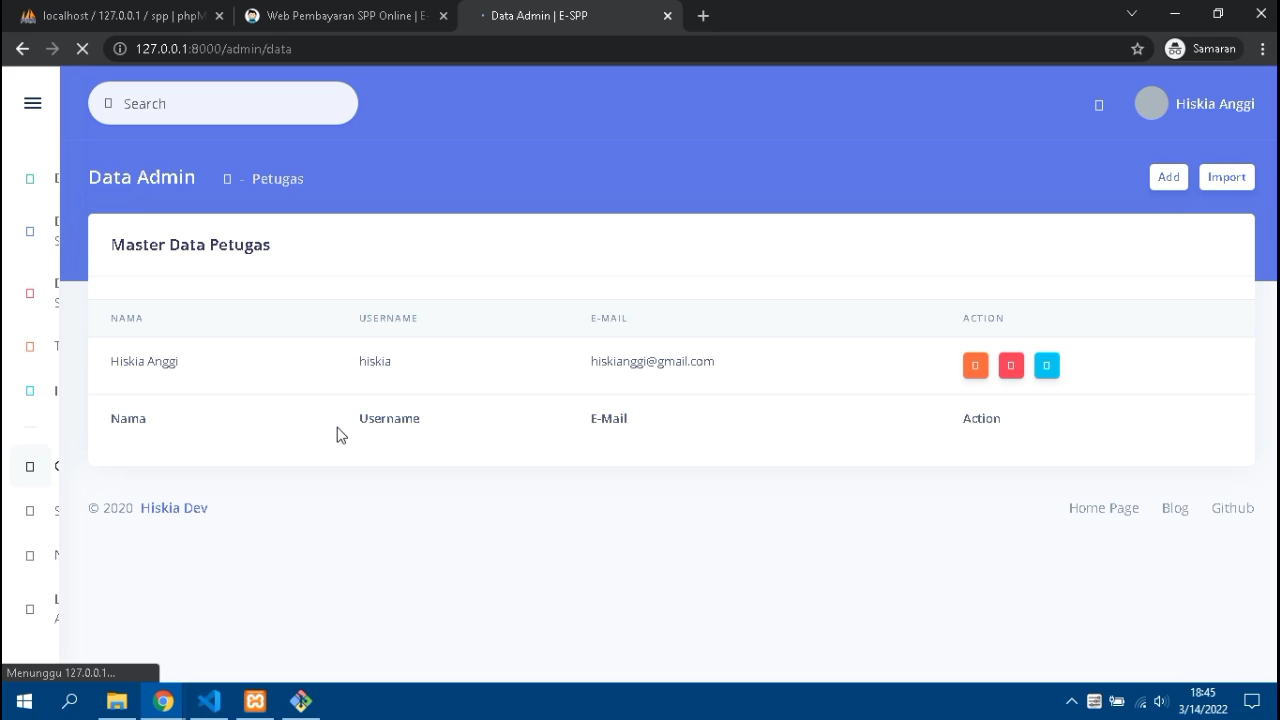 localhost / 127.0.0.1 / spp | phpM
Web Pembayaran SPP Online | E-
Data Admin | E-SPP
127.0.0.1:8000/admin/data
Samaran
Search
Hiskia Anggi
Data Admin
- Petugas
Add
Import
Master Data Petugas
NAMA USERNAME E-MAIL ACTION
Hiskia Anggi hiskia hiskianggi@gmail.com
Nama Username E-Mail Action
© 2020 Hiskia Dev
Home Page Blog Github
Menunggu 127.0.0.1...
18:45
3/14/2022